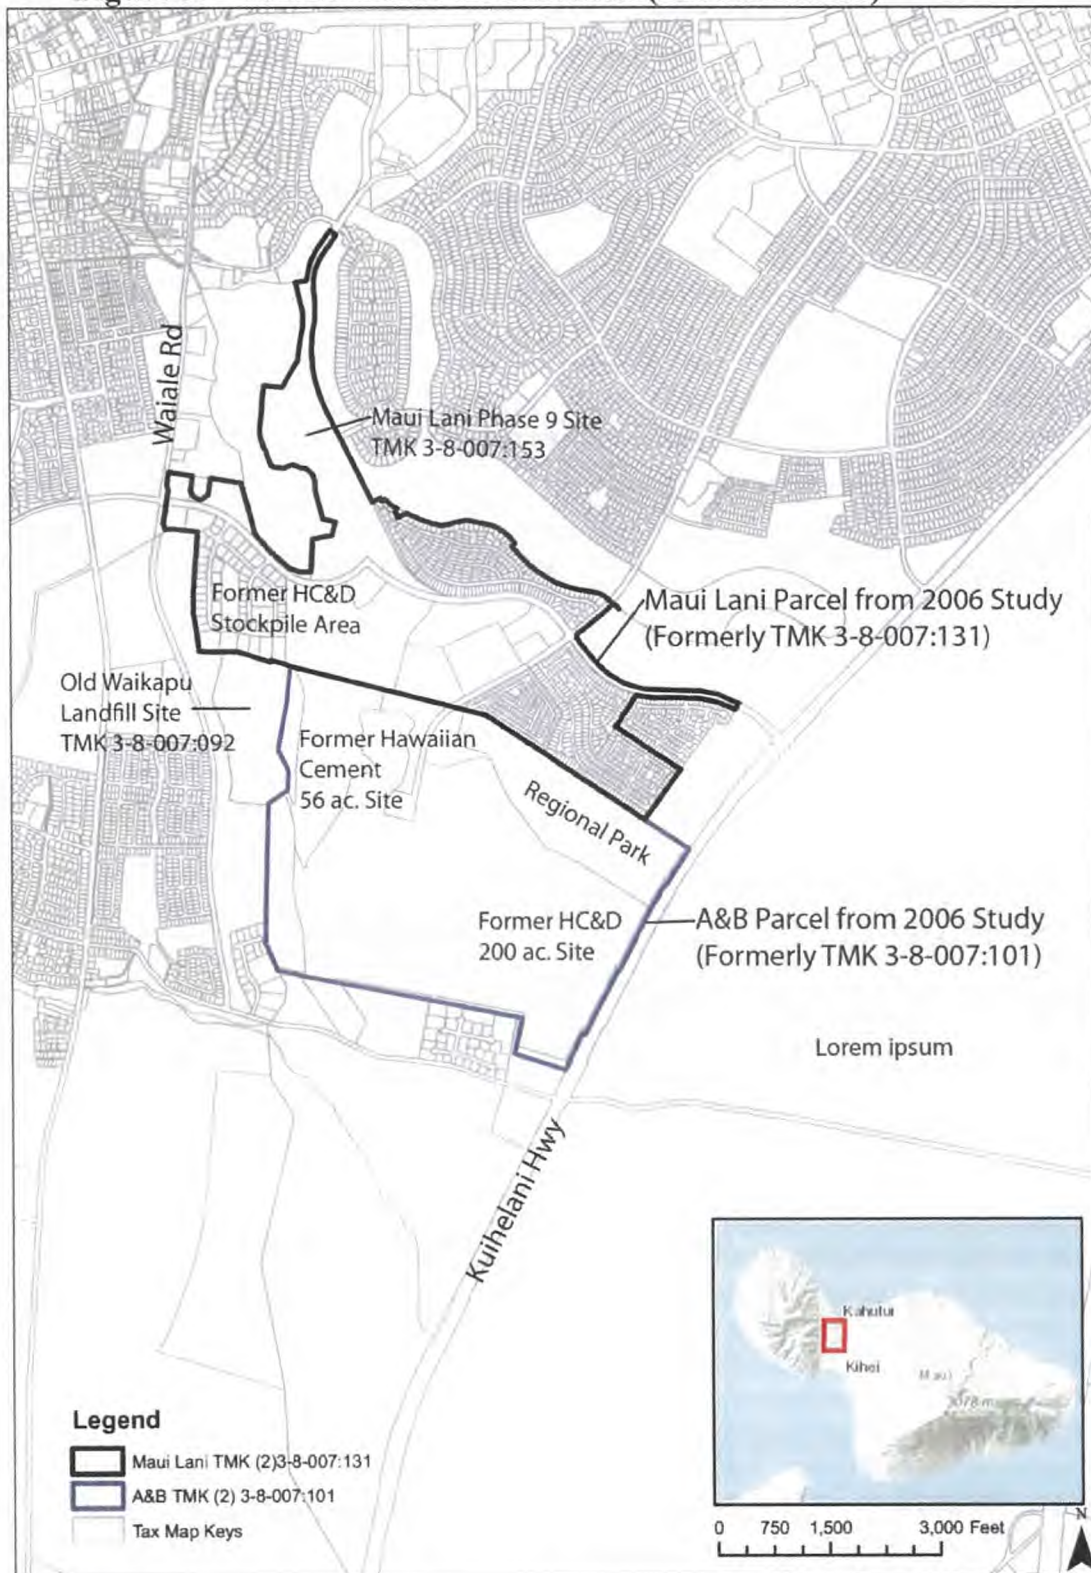 Waiale Rd
Maui Lani Phase 9 Site
TMK 3-8-007:153
Former HC&D
Stockpile Area
Maui Lani Parcel from 2006 Study
(Formerly TMK 3-8-007:131)
Old Waikapu
Landfill Site
TMK 3-8-007:092
Former Hawaiian
Cement
56 ac. Site
Regional Park
Former HC&D
200 ac. Site
A&B Parcel from 2006 Study
(Formerly TMK 3-8-007:101)
Lorem ipsum
Kuihelani Hwy
Kahului
Kihei
Maui
Legend
Maui Lani TMK (2)3-8-007:131
A&B TMK (2) 3-8-007:101
Tax Map Keys
0 750 1,500 3,000 Feet
N